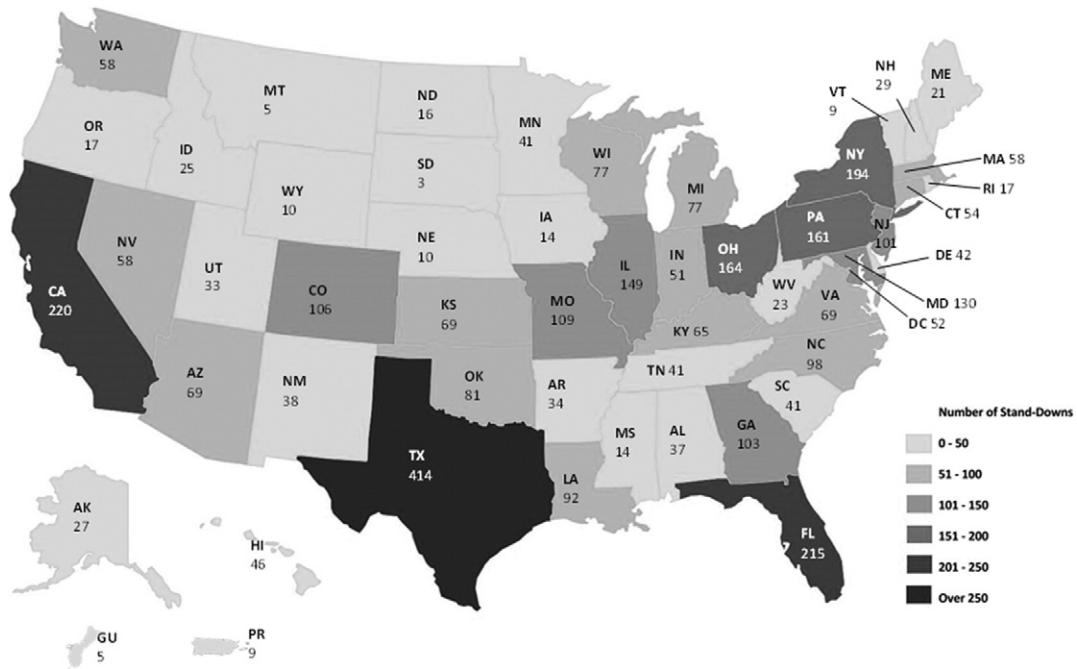 WA
58
MT
5
ND
16
MN
41
NH
29
ME
21
VT
9
OR
17
ID
25
SD
3
WI
77
MI
77
NY
194
MA 58
RI 17
CT 54
WY
10
IA
14
NE
10
PA
161
NJ
101
NV
58
UT
33
CO
106
IL
149
IN
51
OH
164
DE 42
CA
220
KS
69
MO
109
WV
23
VA
69
MD 130
DC 52
KY 65
NC
98
AZ
69
NM
38
OK
81
AR
34
TN 41
SC
41
TX
414
LA
92
MS
14
AL
37
GA
103
FL
215
AK
27
HI
46
GU
5
PR
9
Number of Stand-Downs
0 - 50
51 - 100
101 - 150
151 - 200
201 - 250
Over 250